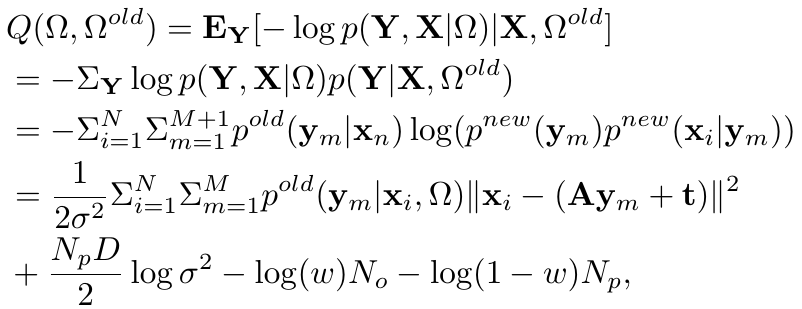 Q(Ω, Ω^{old}) = 𝐄_𝐘[− log p(𝐘, 𝐗|Ω)|𝐗, Ω^{old}]
= −Σ_𝐘 log p(𝐘, 𝐗|Ω)p(𝐘|𝐗, Ω^{old})
= −Σ_{i=1}^{N} Σ_{m=1}^{M+1} p^{old}(𝐲_m|𝐱_n) log(p^{new}(𝐲_m)p^{new}(𝐱_i|𝐲_m))
= \frac{1}{2σ^2} Σ_{i=1}^{N} Σ_{m=1}^{M} p^{old}(𝐲_m|𝐱_i, Ω)‖𝐱_i − (𝐀𝐲_m + 𝐭)‖^2
+ \frac{N_p D}{2} log σ^2 − log(w)N_o − log(1 − w)N_p,